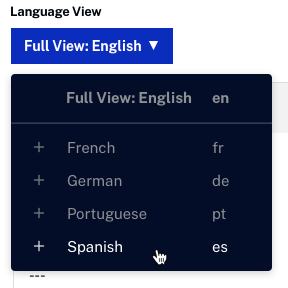 Language View
Full View: English ▼
Full View: English en
+ French fr
+ German de
+ Portuguese pt
+ Spanish es
---